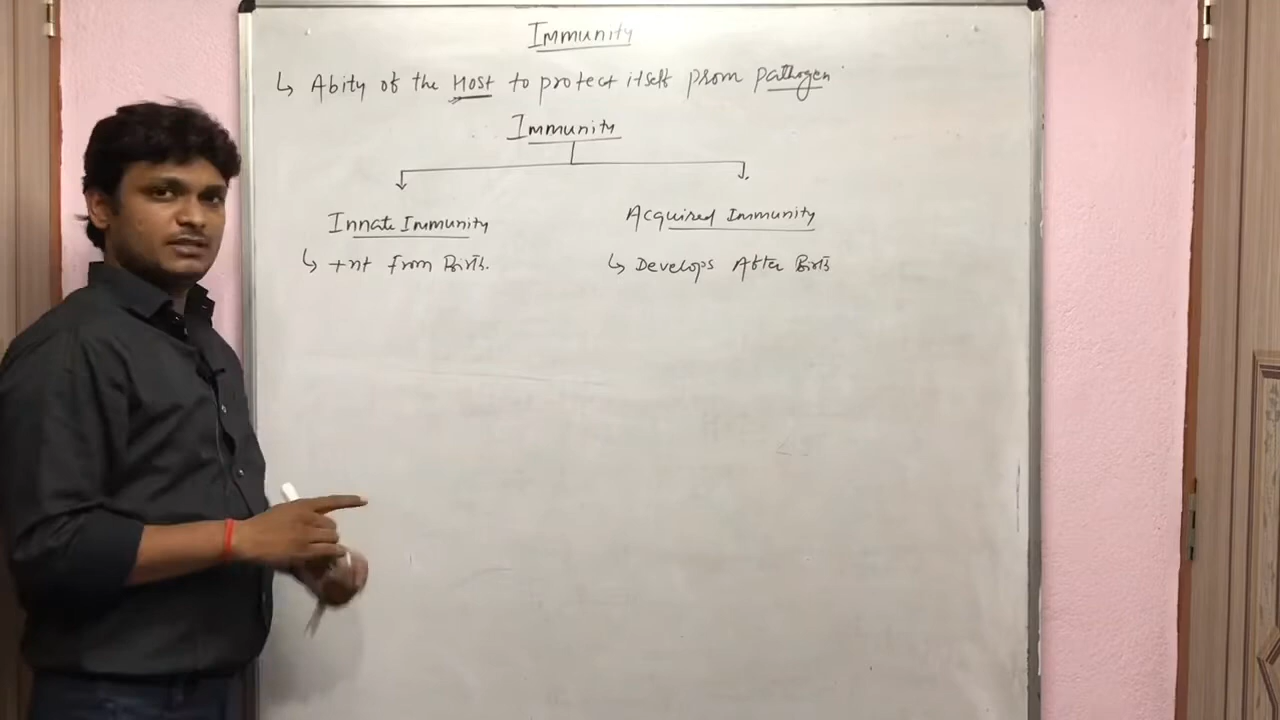 Immunity
↳ Abity of the Host to protect itself from pathogen
Immunity
Innate Immunity
Acquired Immunity
↳ +nt from Birth.
↳ Develops After Birth